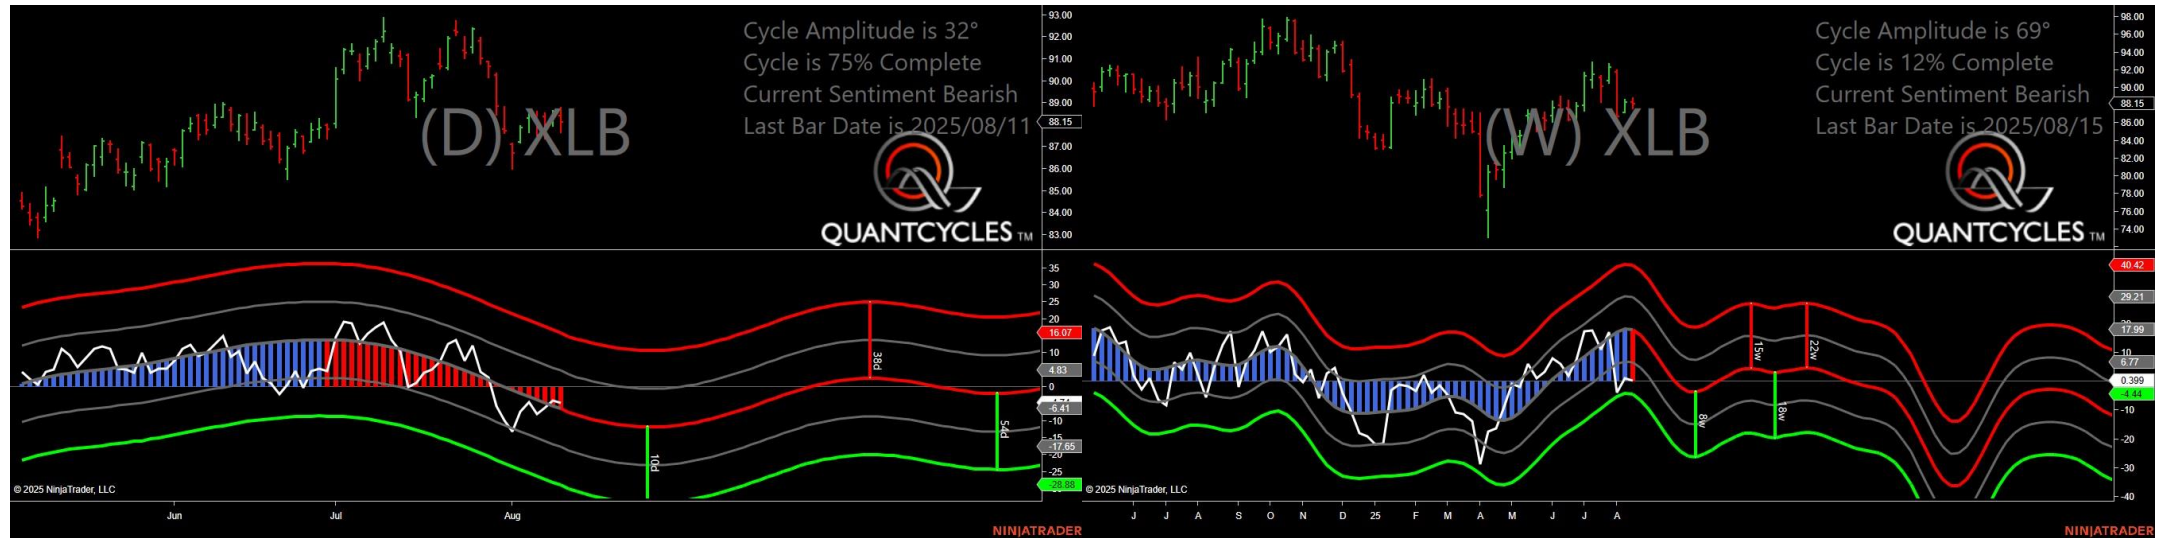 Cycle Amplitude is 32°
Cycle is 75% Complete
Current Sentiment Bearish
Last Bar Date is 2025/08/11
(D) XLB
QUANTCYCLES TM
93.00
92.00
91.00
90.00
89.00
88.15
87.00
86.00
85.00
84.00
83.00
35
30
25
20
16.07
10
4.83
0
-6.41
-10
-15
-17.65
-20
-25
-28.88
38d
10d
54d
© 2025 NinjaTrader, LLC
Jun
Jul
Aug
NINJATRADER
Cycle Amplitude is 69°
Cycle is 12% Complete
Current Sentiment Bearish
Last Bar Date is 2025/08/15
(W) XLB
QUANTCYCLES TM
98.00
96.00
94.00
92.00
90.00
88.15
86.00
84.00
82.00
80.00
78.00
76.00
74.00
40.42
29.21
17.99
10
6.77
0.399
-4.44
-10
-20
-30
-40
15w
22w
8w
18w
© 2025 NinjaTrader, LLC
J
J
A
S
O
N
D
25
F
M
A
M
J
J
A
NINJATRADER